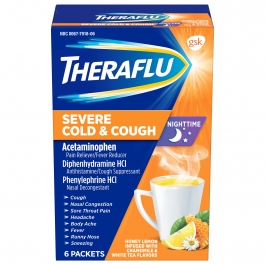 NDC 0067-7918-06
gsk
THERAFLU
SEVERE
COLD & COUGH
NIGHTTIME
Acetaminophen
Pain Reliever/Fever Reducer
Diphenhydramine HCl
Antihistamine/Cough Suppressant
Phenylephrine HCl
Nasal Decongestant
Cough
Nasal Congestion
Sore Throat Pain
Headache
Body Ache
Fever
Runny Nose
Sneezing
6 PACKETS
HONEY LEMON
INFUSED WITH
CHAMOMILE &
WHITE TEA FLAVORS